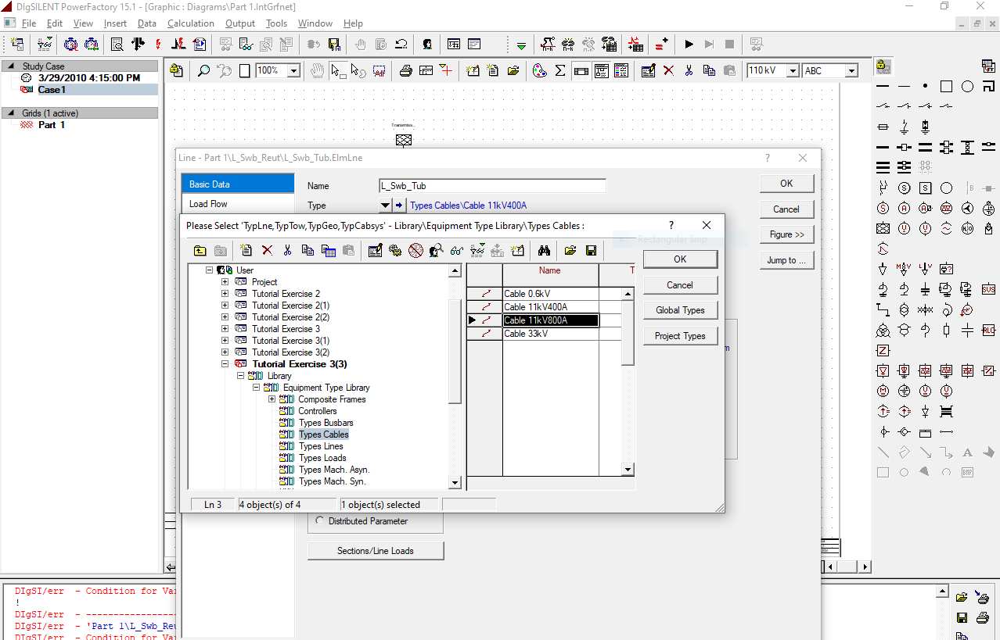 DIgSILENT PowerFactory 15.1 - [Graphic : Diagrams\Part 1.IntGrfnet]
File Edit View Insert Data Calculation Output Tools Window Help
Study Case
3/29/2010 4:15:00 PM
Case1
Grids (1 active)
Part 1
100%
110 kV
ABC
Transmiss...
Line - Part 1\L_Swb_Reut\L_Swb_Tub.ElmLne
?
Basic Data
Load Flow
Name
L_Swb_Tub
Type
Types Cables\Cable 11kV400A
OK
Cancel
Figure >>
Jump to ...
Please Select 'TypLne,TypTow,TypGeo,TypCabsys' - Library\Equipment Type Library\Types Cables :
?
Rectangular Snip
User
Project
Tutorial Exercise 2
Tutorial Exercise 2(1)
Tutorial Exercise 2(2)
Tutorial Exercise 3
Tutorial Exercise 3(1)
Tutorial Exercise 3(2)
Tutorial Exercise 3(3)
Library
Equipment Type Library
Composite Frames
Controllers
Types Busbars
Types Cables
Types Lines
Types Loads
Types Mach. Asyn.
Types Mach. Syn.
Name
T
Cable 0.6kV
Cable 11kV400A
Cable 11kV800A
Cable 33kV
OK
Cancel
Global Types
Project Types
m
Ln 3
4 object(s) of 4
1 object(s) selected
Distributed Parameter
Sections/Line Loads
SUS
RLC
BMP
DIgSI/err - Condition for Va
!
DIgSI/err - ----------------
DIgSI/err - 'Part 1\L_Swb_Reu
DIgSI/err - Condition for Va